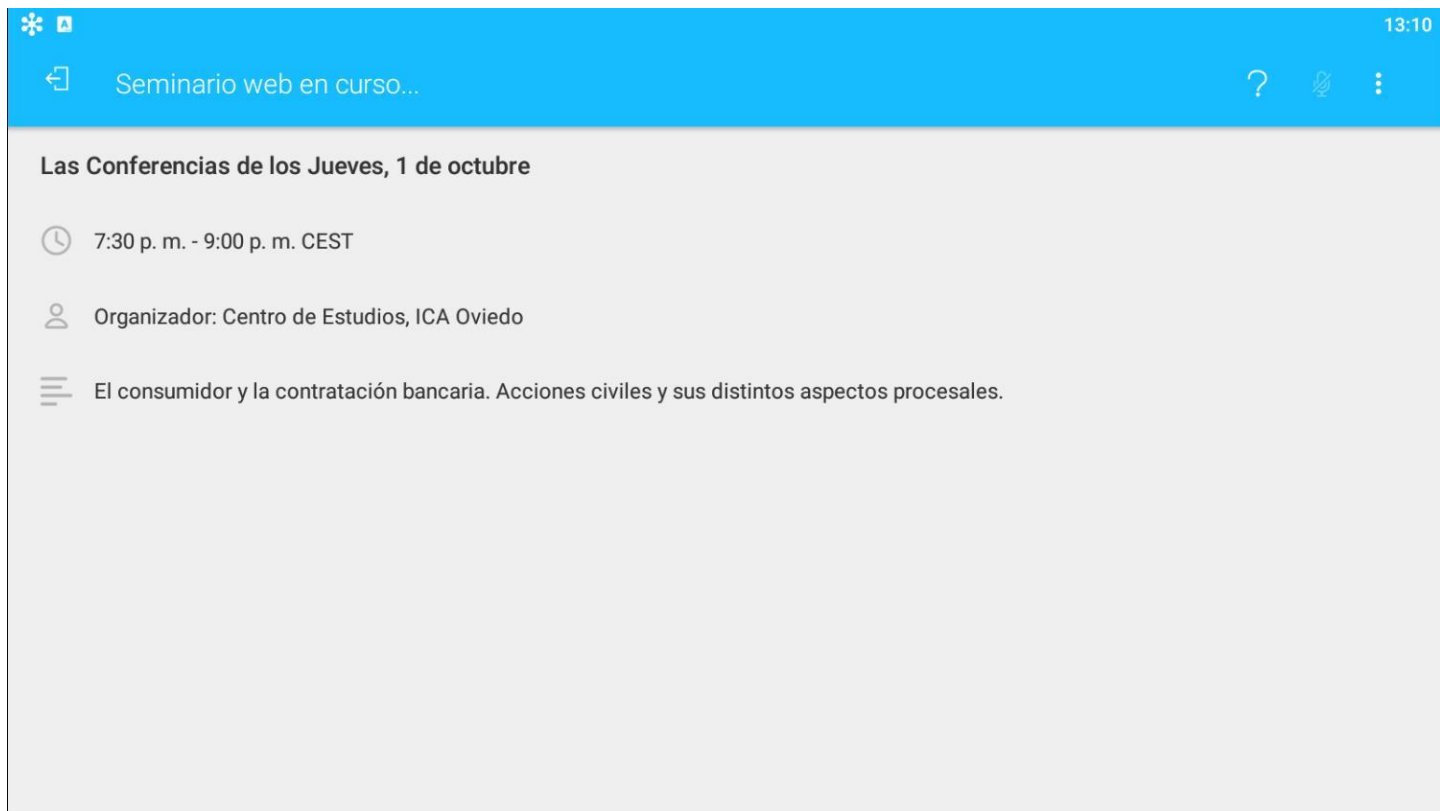 13:10
Seminario web en curso...
Las Conferencias de los Jueves, 1 de octubre
7:30 p. m. - 9:00 p. m. CEST
Organizador: Centro de Estudios, ICA Oviedo
El consumidor y la contratación bancaria. Acciones civiles y sus distintos aspectos procesales.